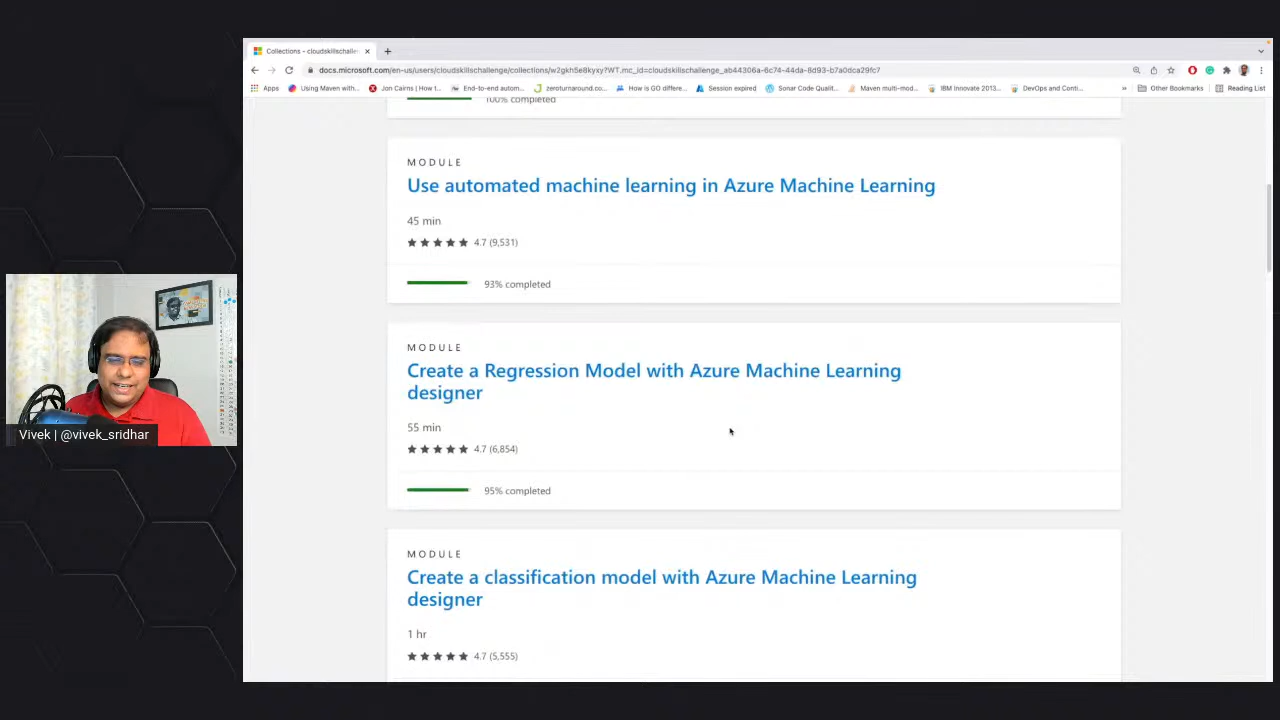 Collections - cloudskillschalle
docs.microsoft.com/en-us/users/cloudskillschallenge/collections/w2gkh5e8kyxy?WT.mc_id=cloudskillschallenge_ab44306a-6c74-44da-8d93-b7a0dca29fc7
Apps Using Maven with... Jon Cairns | How I... End-to-end autom... zeroturnaround.co... How is GO differe... Session expired Sonar Code Qualit... Maven multi-mod... IBM Innovate 2013... DevOps and Conti... » Other Bookmarks Reading List
100% completed
MODULE
Use automated machine learning in Azure Machine Learning
45 min
4.7 (9,531)
93% completed
MODULE
Create a Regression Model with Azure Machine Learning
designer
55 min
4.7 (6,854)
95% completed
MODULE
Create a classification model with Azure Machine Learning
designer
1 hr
4.7 (5,555)
Vivek | @vivek_sridhar